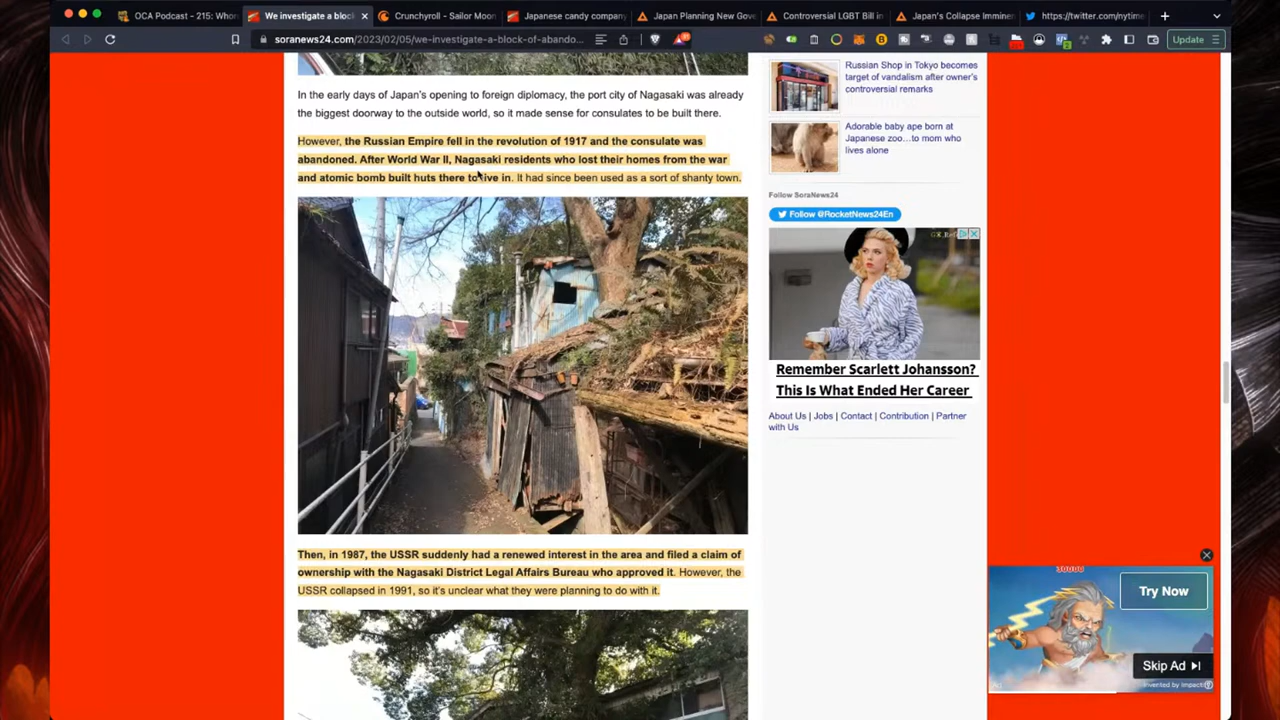 OCA Podcast - 215: Whor
We investigate a bloc
Crunchyroll - Sailor Moon
Japanese candy company
Japan Planning New Gove
Controversial LGBT Bill in
Japan's Collapse Imminen
https://twitter.com/nytime
soranews24.com/2023/02/05/we-investigate-a-block-of-abando...
Update
In the early days of Japan's opening to foreign diplomacy, the port city of Nagasaki was already
the biggest doorway to the outside world, so it made sense for consulates to be built there.
However, the Russian Empire fell in the revolution of 1917 and the consulate was
abandoned. After World War II, Nagasaki residents who lost their homes from the war
and atomic bomb built huts there to live in. It had since been used as a sort of shanty town.
Then, in 1987, the USSR suddenly had a renewed interest in the area and filed a claim of
ownership with the Nagasaki District Legal Affairs Bureau who approved it. However, the
USSR collapsed in 1991, so it's unclear what they were planning to do with it.
Russian Shop in Tokyo becomes
target of vandalism after owner's
controversial remarks
Adorable baby ape born at
Japanese zoo…to mom who
lives alone
Follow SoraNews24
Follow @RocketNews24En
Remember Scarlett Johansson?
This Is What Ended Her Career
About Us | Jobs | Contact | Contribution | Partner
with Us
30000
Try Now
Skip Ad
Invented by Impact